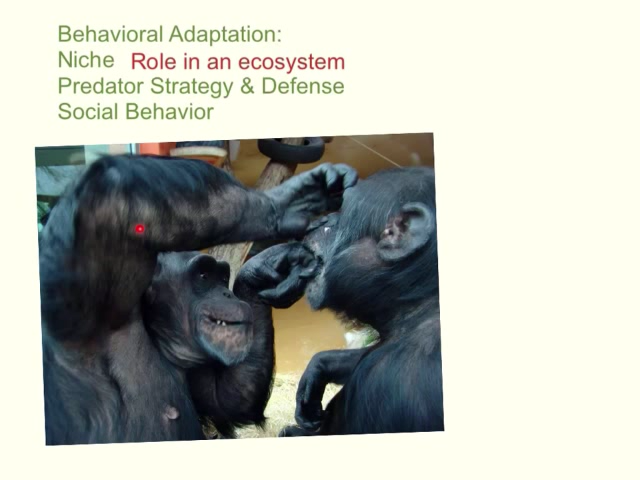 Behavioral Adaptation:
Niche Role in an ecosystem
Predator Strategy & Defense
Social Behavior